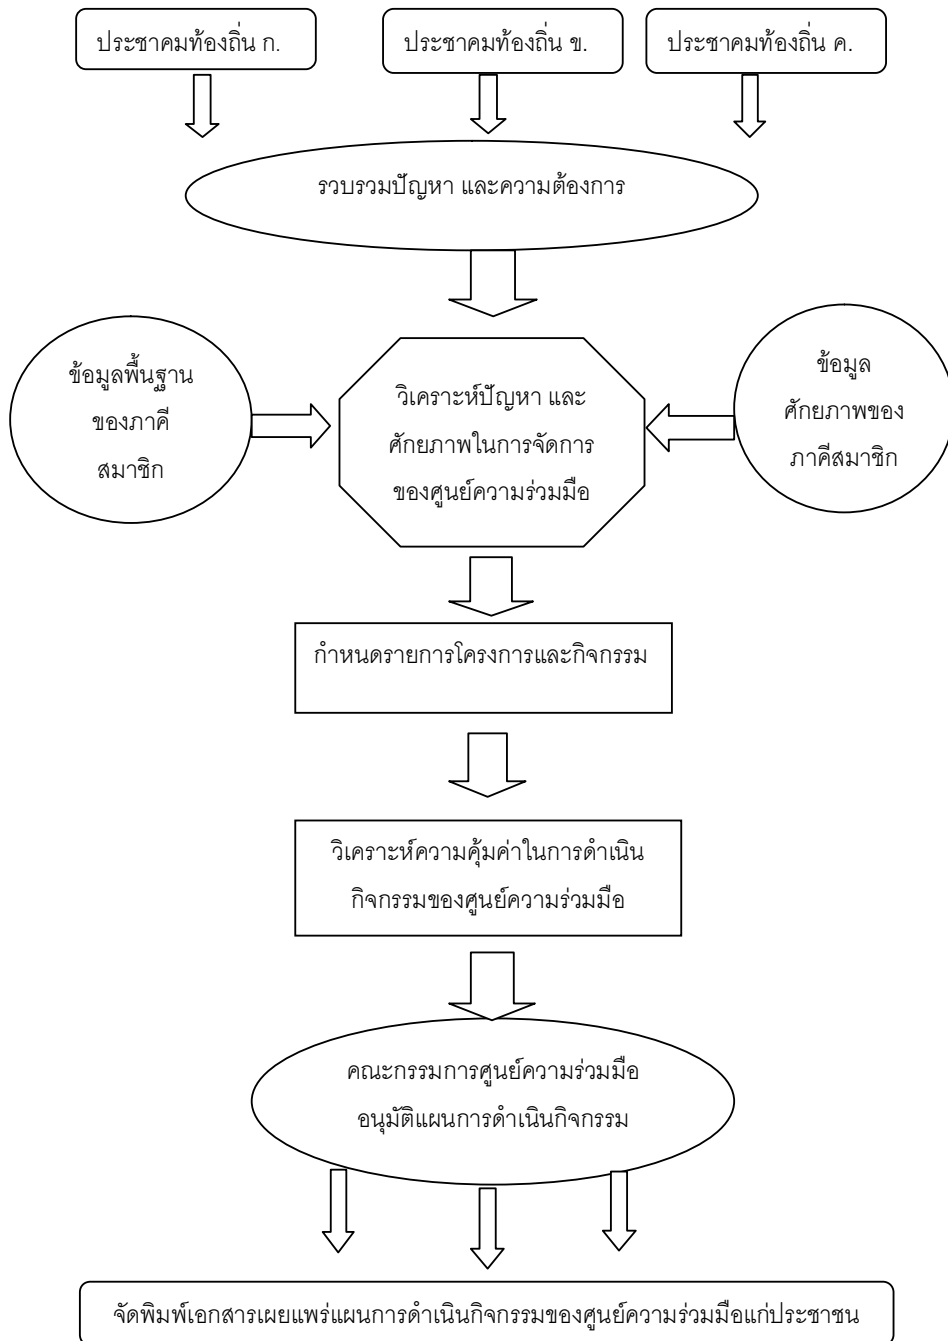 ประชาคมท้องถิ่น ก.
ประชาคมท้องถิ่น ข.
ประชาคมท้องถิ่น ค.
รวบรวมปัญหา และความต้องการ
ข้อมูลพื้นฐาน
ของภาคี
สมาชิก
วิเคราะห์ปัญหา และ
ศักยภาพในการจัดการ
ของศูนย์ความร่วมมือ
ข้อมูล
ศักยภาพของ
ภาคีสมาชิก
กำหนดรายการโครงการและกิจกรรม
วิเคราะห์ความคุ้มค่าในการดำเนิน
กิจกรรมของศูนย์ความร่วมมือ
คณะกรรมการศูนย์ความร่วมมือ
อนุมัติแผนการดำเนินกิจกรรม
จัดพิมพ์เอกสารเผยแพร่แผนการดำเนินกิจกรรมของศูนย์ความร่วมมือแก่ประชาชน